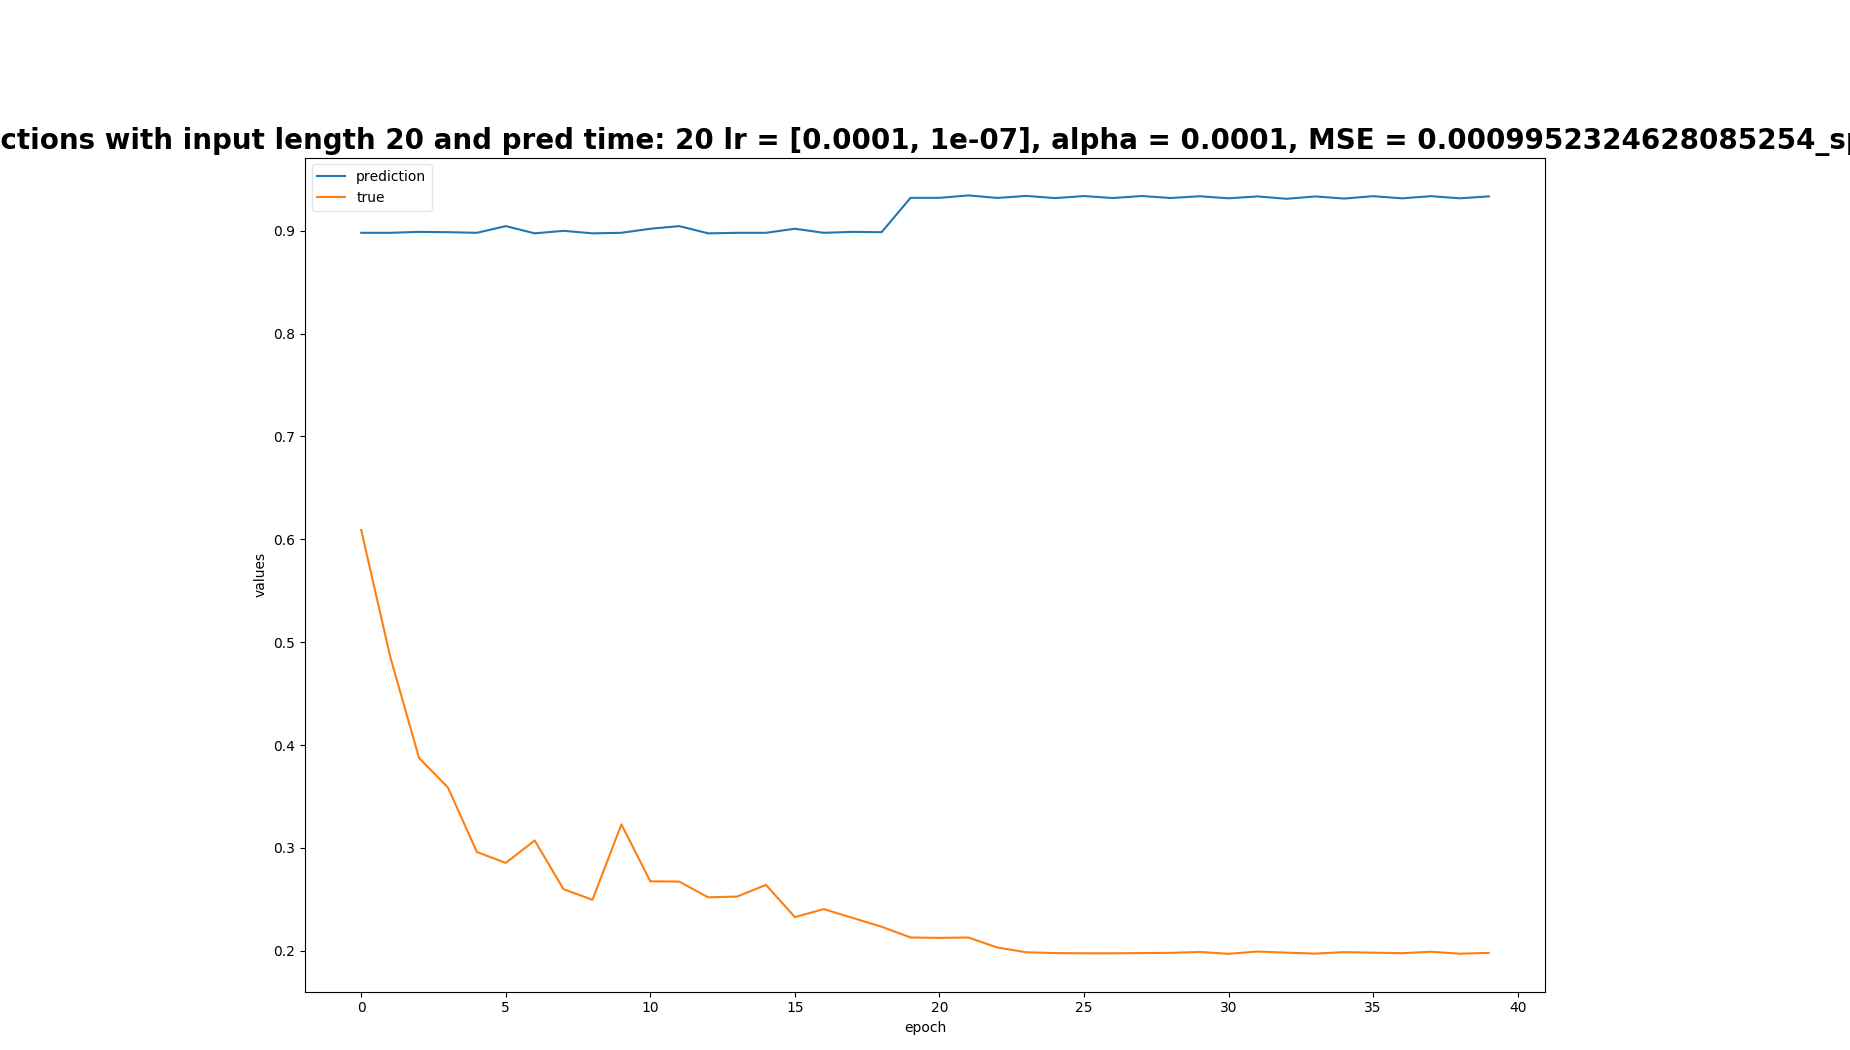 ctions with input length 20 and pred time: 20 lr = [0.0001, 1e-07], alpha = 0.0001, MSE = 0.0009952324628085254_sp
prediction
true
0.9
0.8
0.7
0.6
0.5
0.4
0.3
0.2
values
0 5 10 15 20 25 30 35 40
epoch